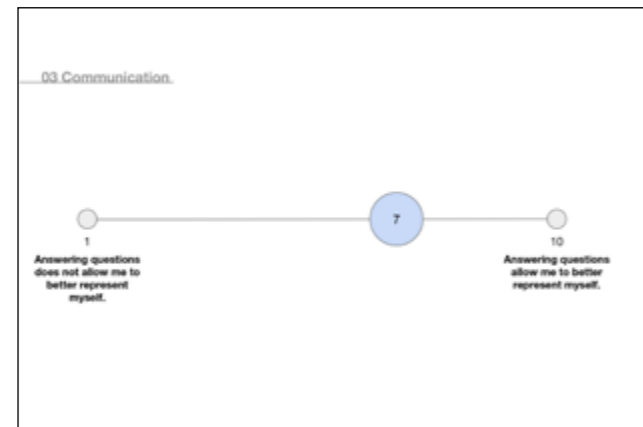 03 Communication
7
1
Answering questions
does not allow me to
better represent
myself.
10
Answering questions
allow me to better
represent myself.